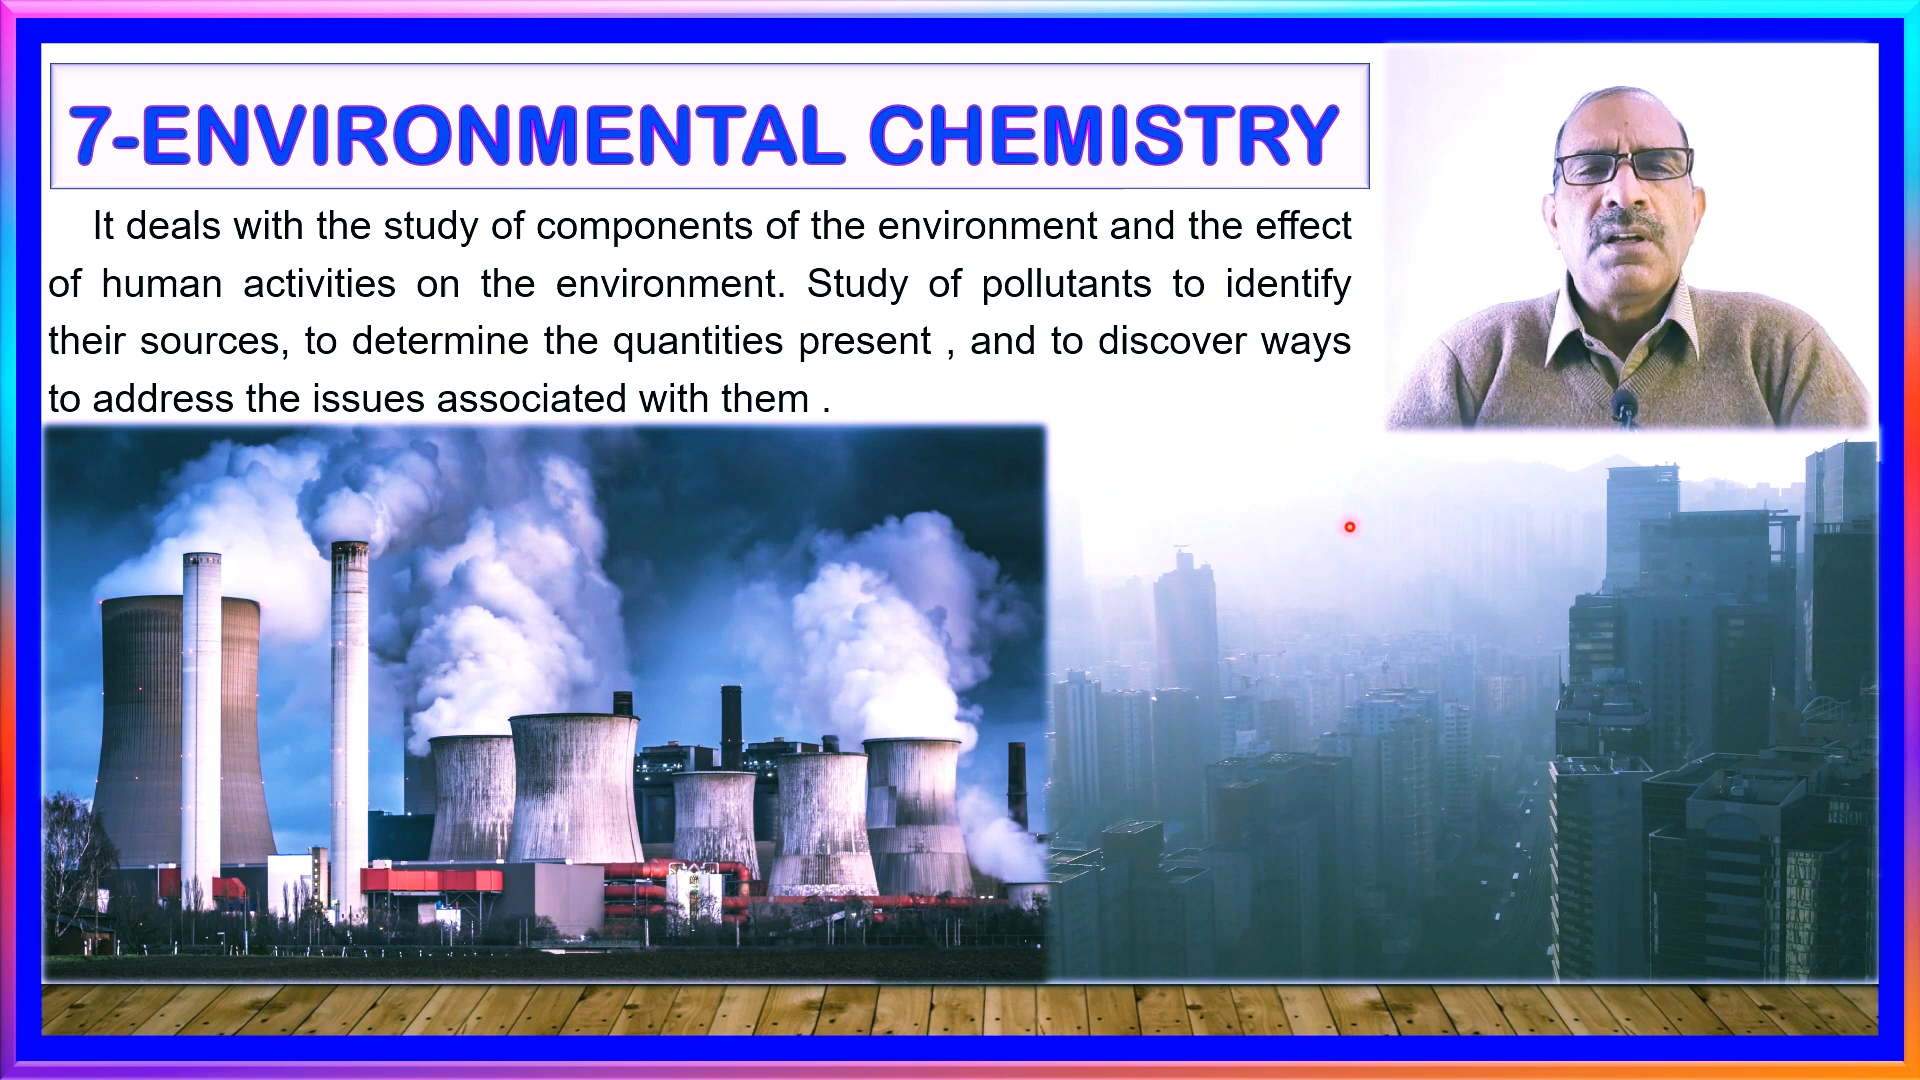 7-ENVIRONMENTAL CHEMISTRY
It deals with the study of components of the environment and the effect
of human activities on the environment. Study of pollutants to identify
their sources, to determine the quantities present , and to discover ways
to address the issues associated with them .